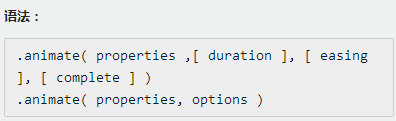 语法：
.animate( properties ,[ duration ], [ easing
], [ complete ] )
.animate( properties, options )